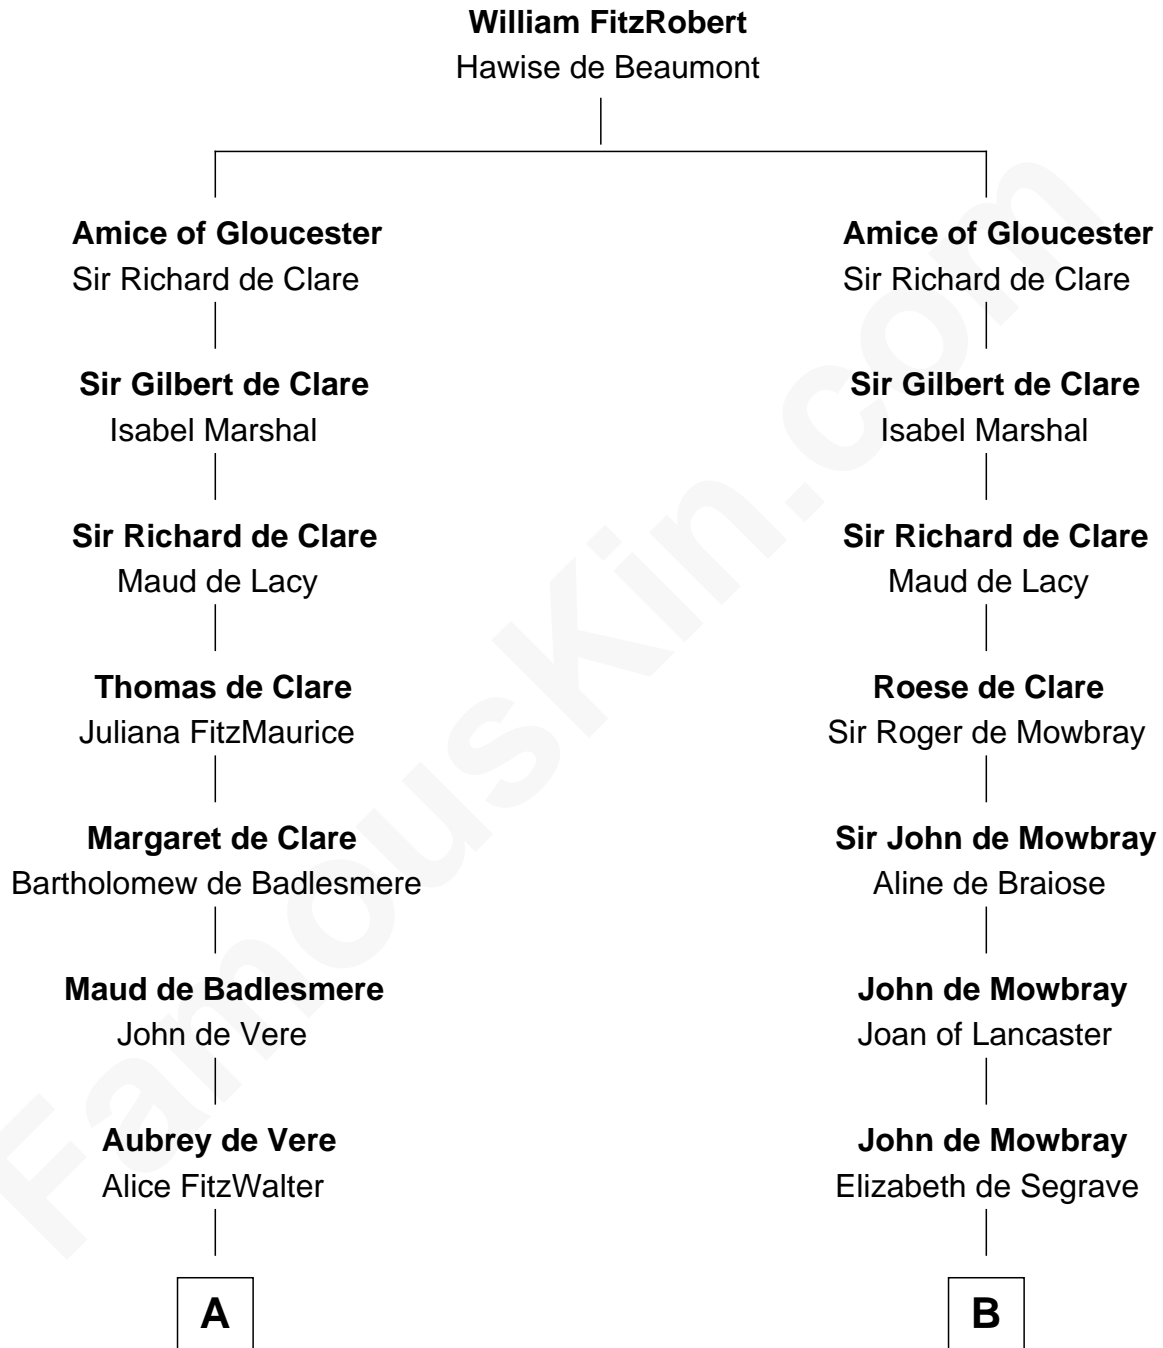 William FitzRobert
Hawise de Beaumont
Amice of Gloucester
Sir Richard de Clare
Sir Gilbert de Clare
Isabel Marshal
Sir Richard de Clare
Maud de Lacy
Thomas de Clare
Juliana FitzMaurice
Margaret de Clare
Bartholomew de Badlesmere
Maud de Badlesmere
John de Vere
Aubrey de Vere
Alice FitzWalter
A
Amice of Gloucester
Sir Richard de Clare
Sir Gilbert de Clare
Isabel Marshal
Sir Richard de Clare
Maud de Lacy
Roese de Clare
Sir Roger de Mowbray
Sir John de Mowbray
Aline de Braiose
John de Mowbray
Joan of Lancaster
John de Mowbray
Elizabeth de Segrave
B
FamousKin.com